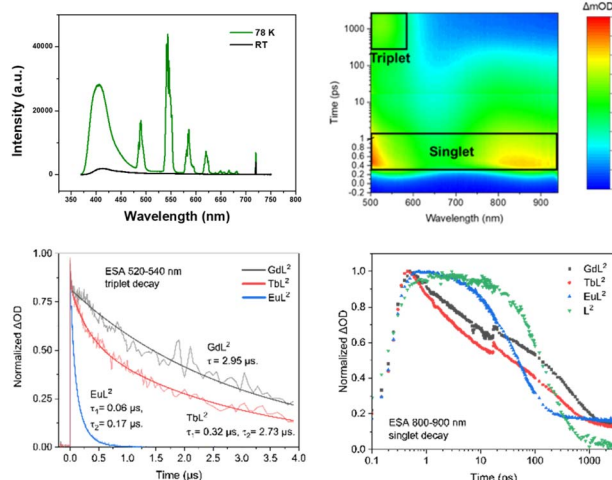 78 K
RT
Intensity (a.u.)
40000
20000
0
350 400 450 500 550 600 650 700 750 800
Wavelength (nm)
ΔmOD
Triplet
Singlet
Time (ps)
1000
100
10
1
0.8
0.6
0.4
0.2
0.0
-0.2
500 600 700 800 900
Wavelength (nm)
ESA 520-540 nm
triplet decay
GdL²
TbL²
EuL²
GdL²
τ = 2.95 µs.
EuL²
τ₁= 0.06 µs,
τ₂= 0.17 µs.
TbL²
τ₁= 0.32 µs, τ₂= 2.73 µs.
Normalized ΔOD
1.00
0.75
0.50
0.25
0.00
0.0 0.5 1.0 1.5 2.0 2.5 3.0 3.5 4.0
Time (µs)
GdL²
TbL²
EuL²
L²
ESA 800-900 nm
singlet decay
Normalized ΔOD
1.0
0.8
0.6
0.4
0.2
0.0
0.1 1 10 100 1000
Time (ps)